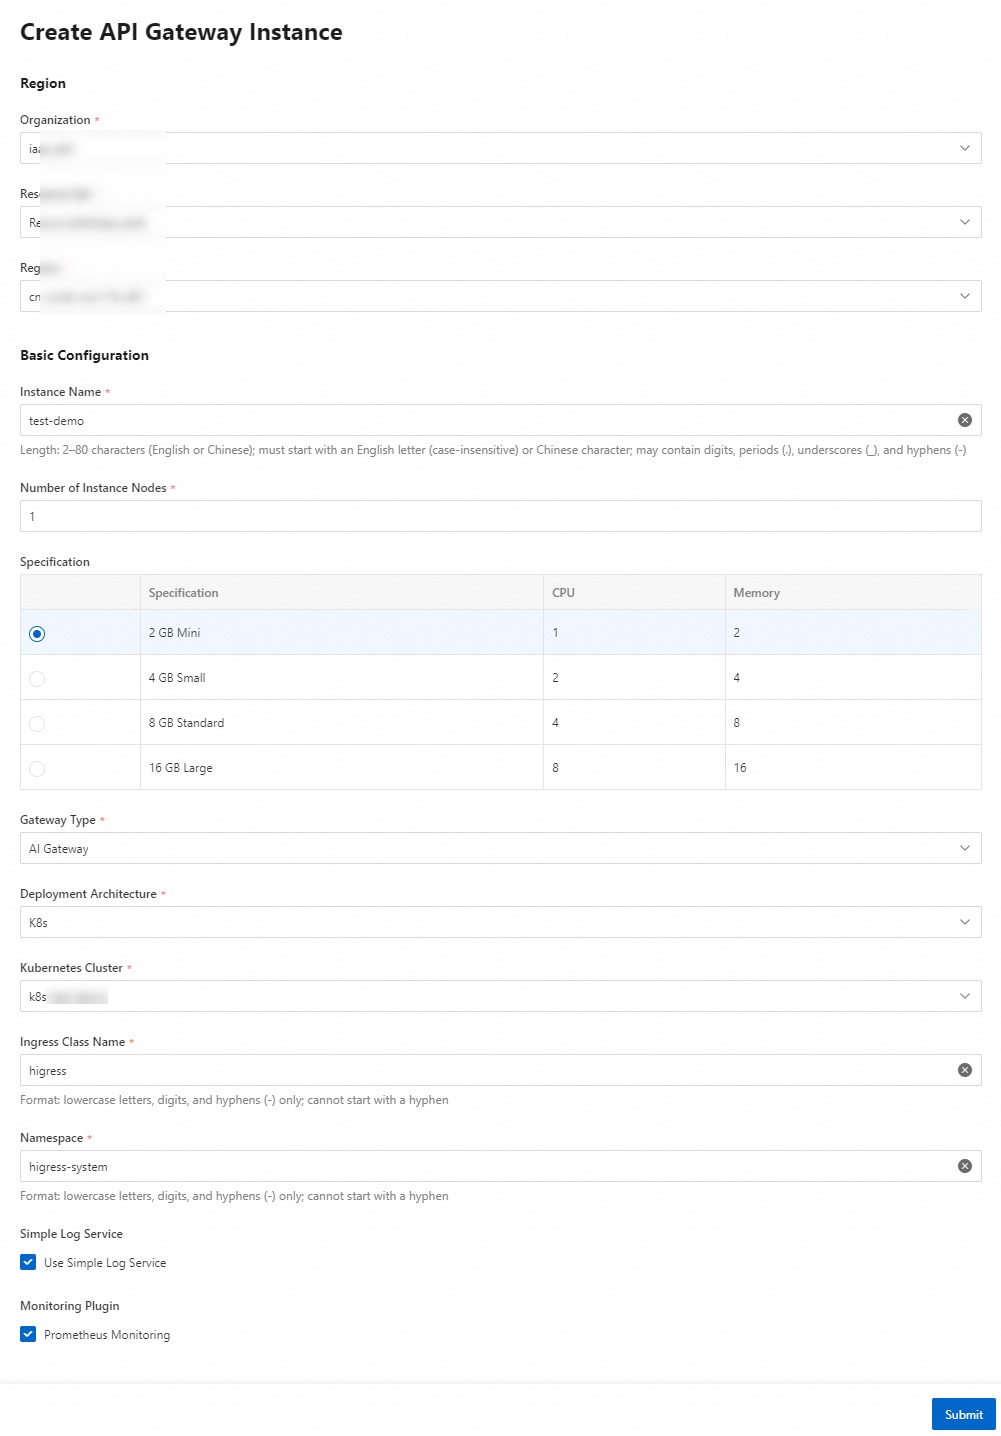 Create API Gateway Instance
Region
Organization *
Basic Configuration
Instance Name *
test-demo
Length: 2–80 characters (English or Chinese); must start with an English letter (case-insensitive) or Chinese character; may contain digits, periods (.), underscores (_), and hyphens (-)
Number of Instance Nodes *
1
Specification
Specification CPU Memory
2 GB Mini 1 2
4 GB Small 2 4
8 GB Standard 4 8
16 GB Large 8 16
Gateway Type *
AI Gateway
Deployment Architecture *
K8s
Kubernetes Cluster *
k8s
Ingress Class Name *
higress
Format: lowercase letters, digits, and hyphens (-) only; cannot start with a hyphen
Namespace *
higress-system
Format: lowercase letters, digits, and hyphens (-) only; cannot start with a hyphen
Simple Log Service
Use Simple Log Service
Monitoring Plugin
Prometheus Monitoring
Submit